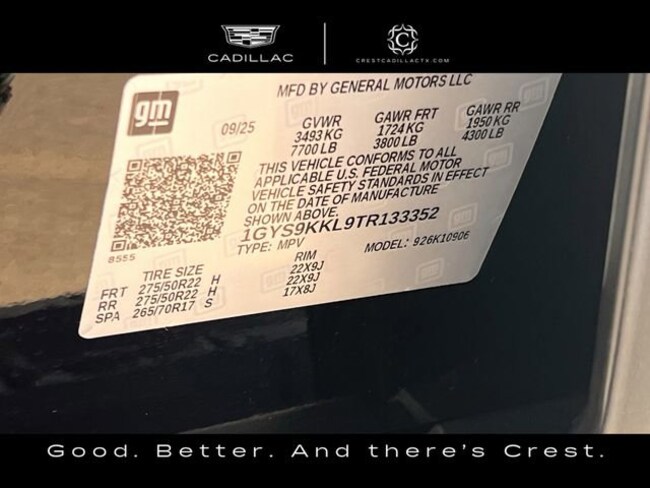 CADILLAC
C
CRESTCADILLACTX.COM
MFD BY GENERAL MOTORS LLC
gm
09/25 GVWR GAWR FRT GAWR RR
3493 KG 1724 KG 1950 KG
7700 LB 3800 LB 4300 LB
THIS VEHICLE CONFORMS TO ALL
APPLICABLE U.S. FEDERAL MOTOR
VEHICLE SAFETY STANDARDS IN EFFECT
ON THE DATE OF MANUFACTURE
SHOWN ABOVE.
1GYS9KKL9TR133352
TYPE: MPV MODEL: 926K10906
8555
TIRE SIZE RIM
FRT 275/50R22 H 22X9J
RR 275/50R22 H 22X9J
SPA 265/70R17 S 17X8J
Good. Better. And there's Crest.